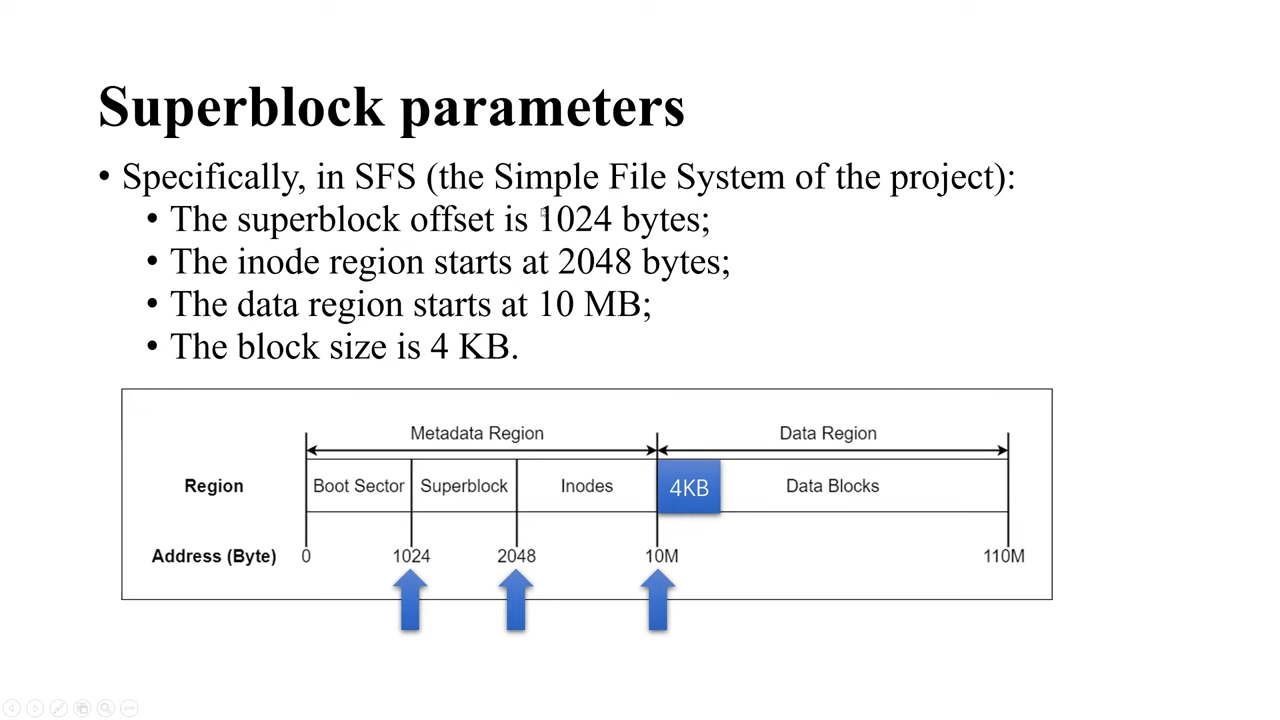 Superblock parameters
• Specifically, in SFS (the Simple File System of the project):
• The superblock offset is 1024 bytes;
• The inode region starts at 2048 bytes;
• The data region starts at 10 MB;
• The block size is 4 KB.
Metadata Region Data Region
Region Boot Sector Superblock Inodes 4KB Data Blocks
Address (Byte) 0 1024 2048 10M 110M